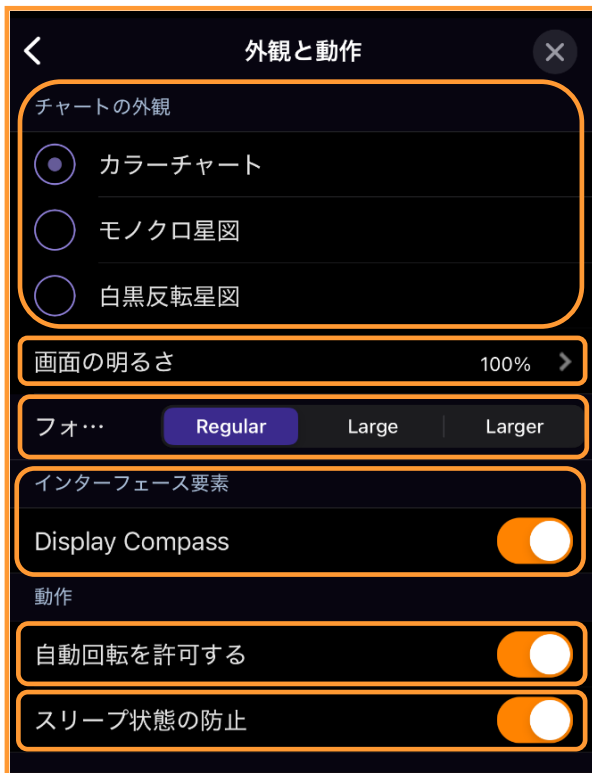 外観と動作
チャートの外観
カラーチャート
モノクロ星図
白黒反転星図
画面の明るさ 100%
フォ… Regular Large Larger
インターフェース要素
Display Compass
動作
自動回転を許可する
スリープ状態の防止